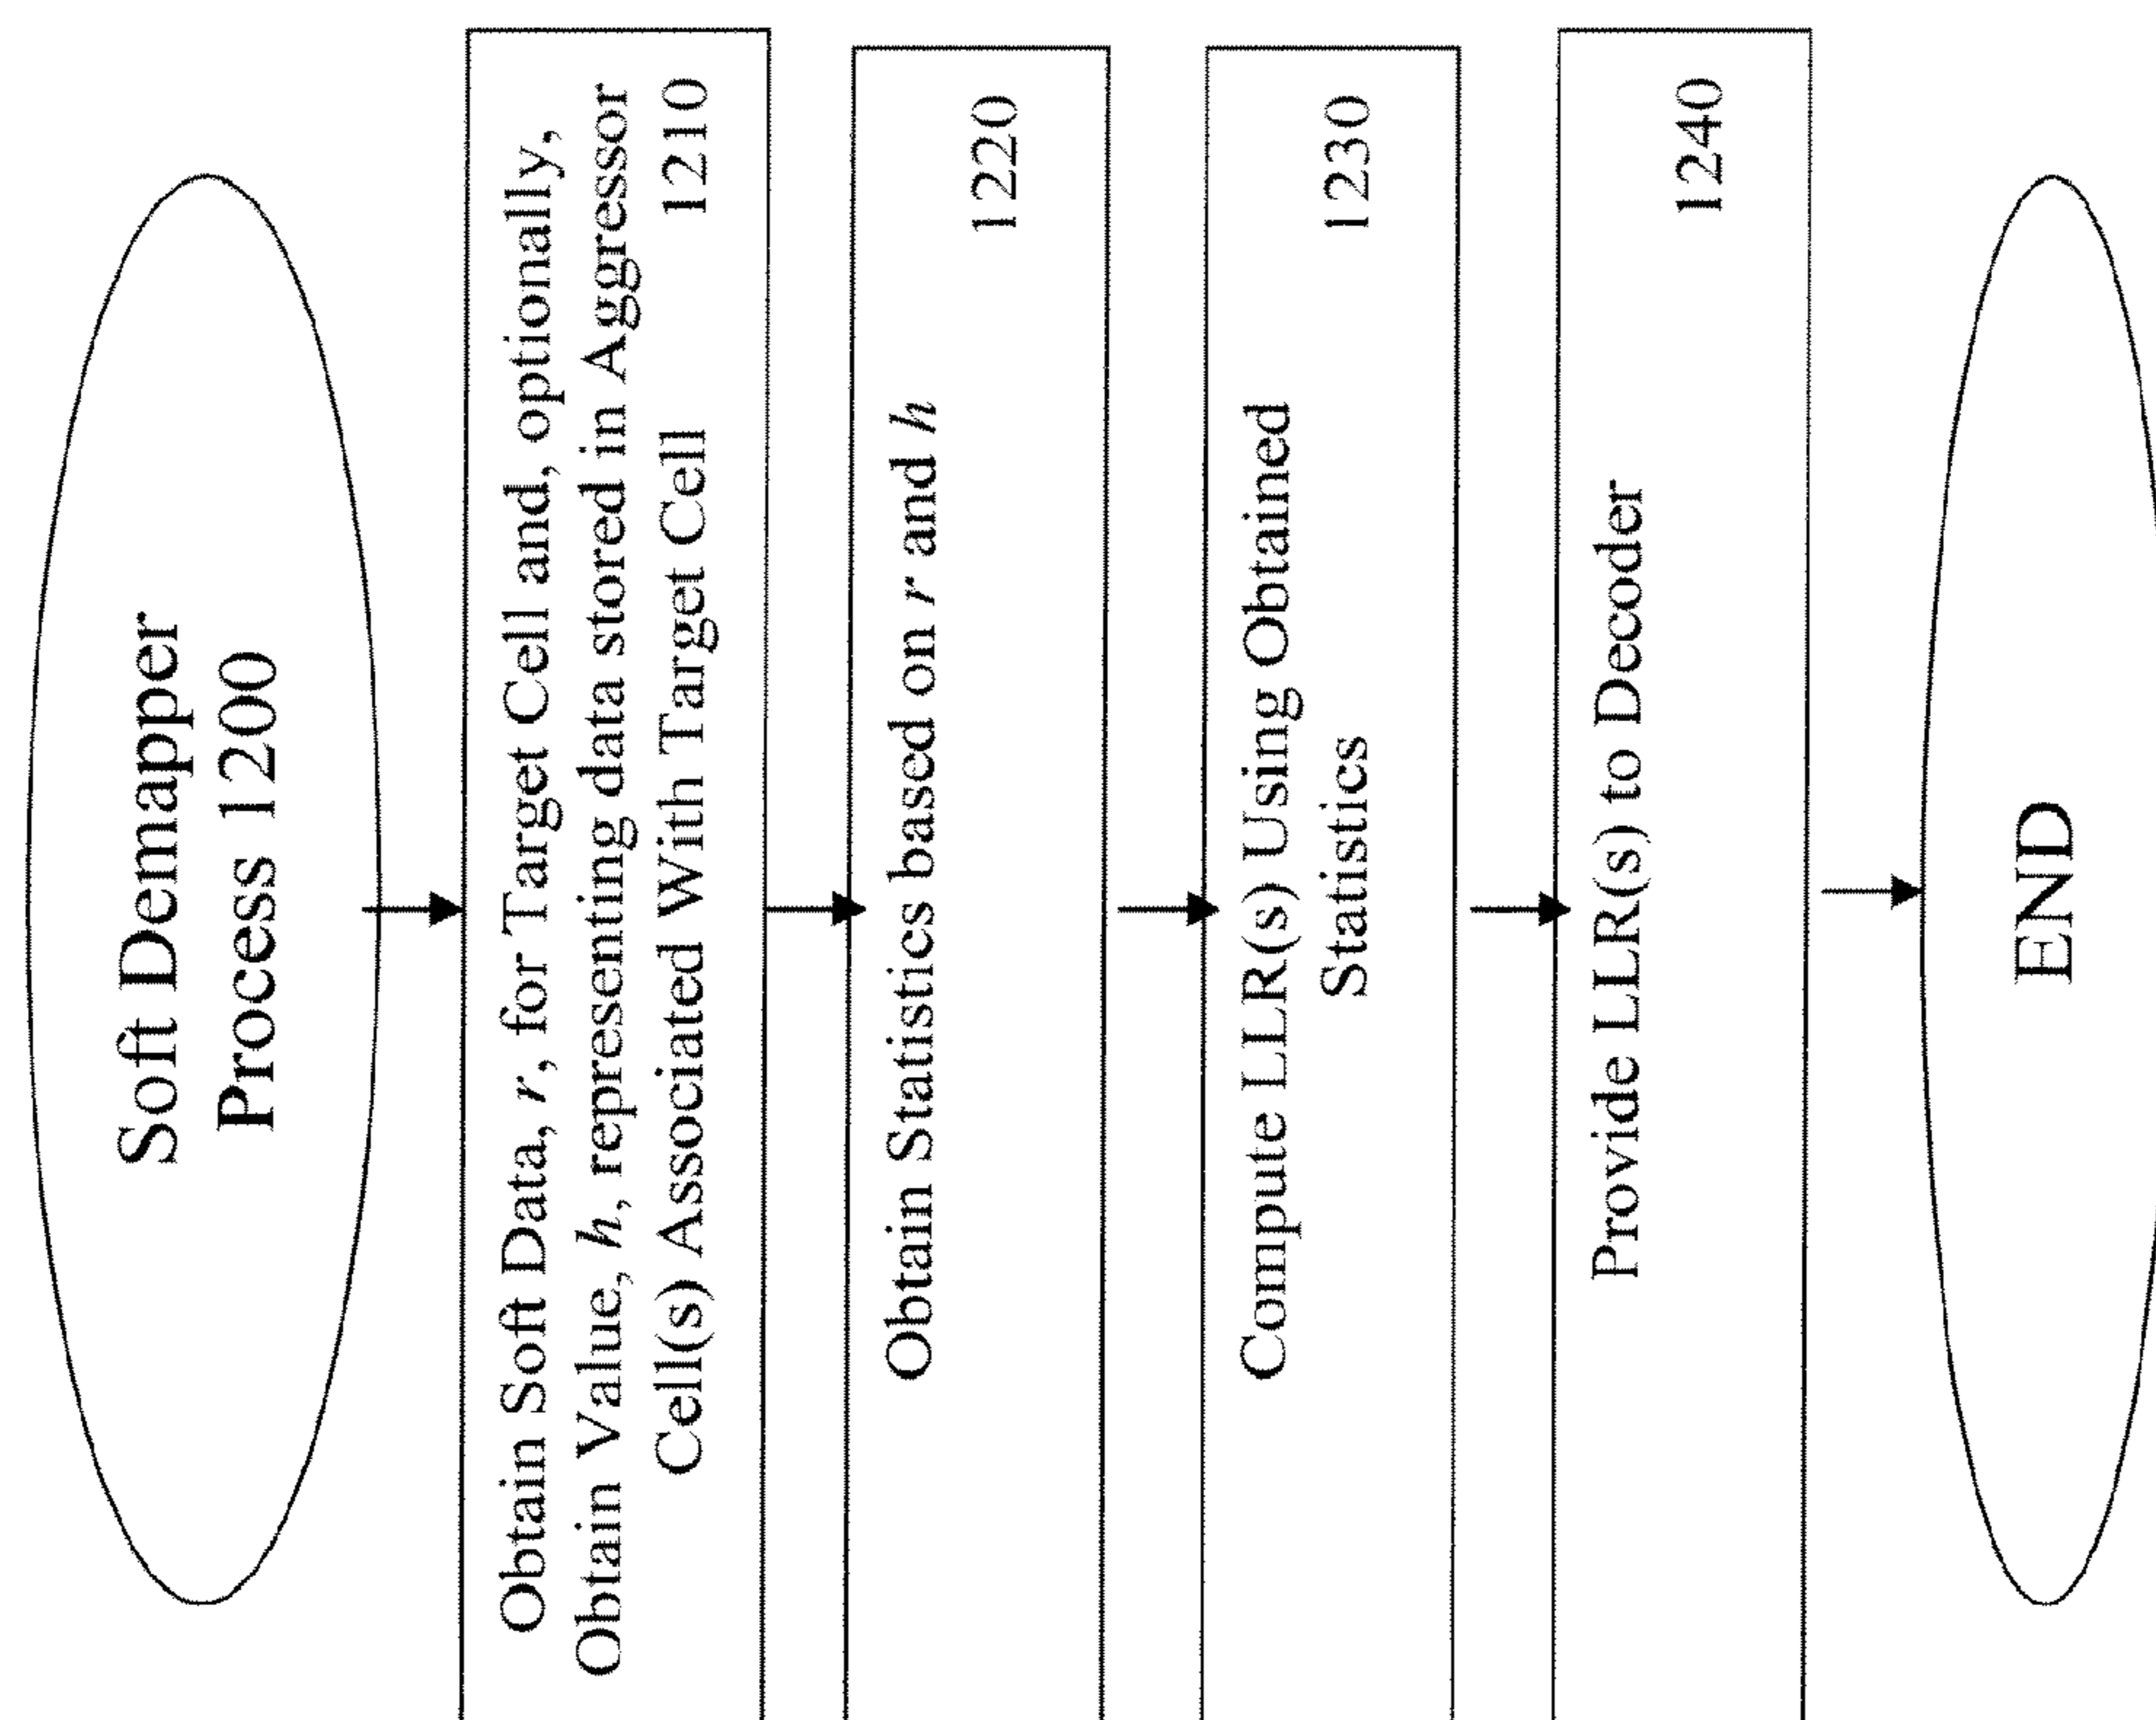 Soft Demapper
Process 1200
Obtain Soft Data, r, for Target Cell and, optionally,
Obtain Value, h, representing data stored in Aggressor
Cell(s) Associated With Target Cell 1210
Obtain Statistics based on r and h
1220
Compute LLR(s) Using Obtained
Statistics 1230
Provide LLR(s) to Decoder
1240
END